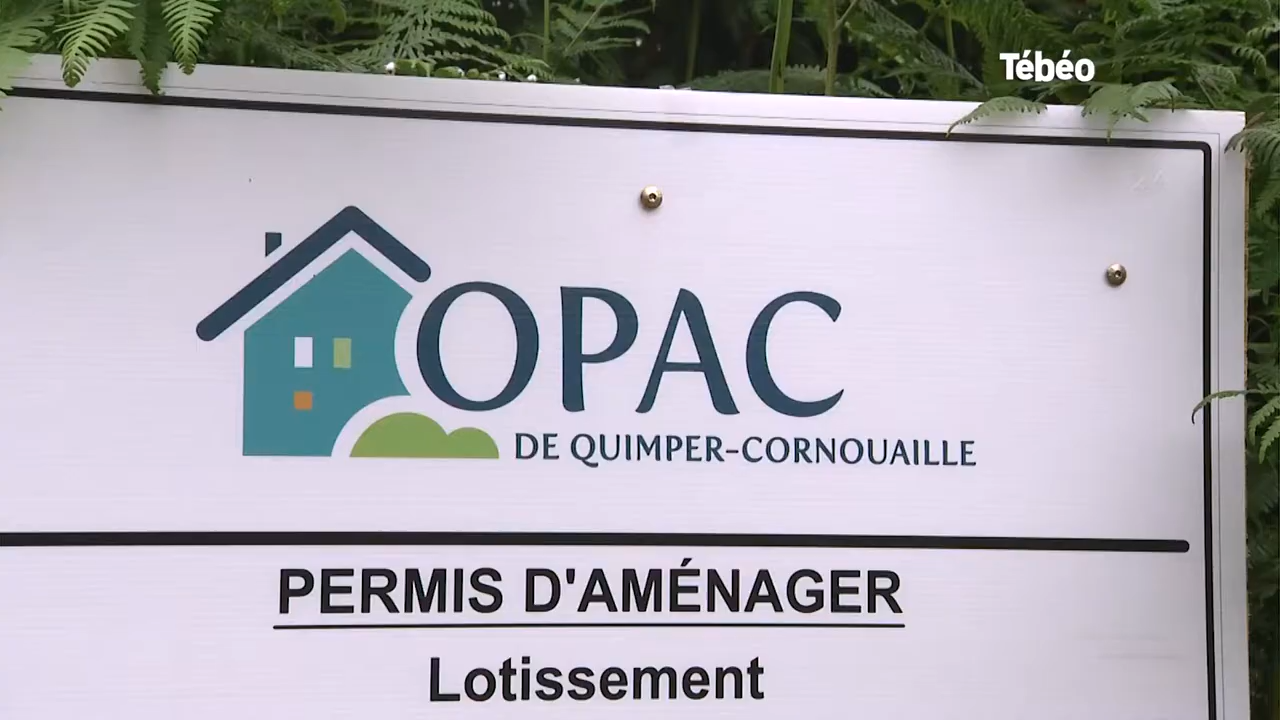 Tébéo
OPAC
DE QUIMPER-CORNOUAILLE
PERMIS D'AMÉNAGER
Lotissement